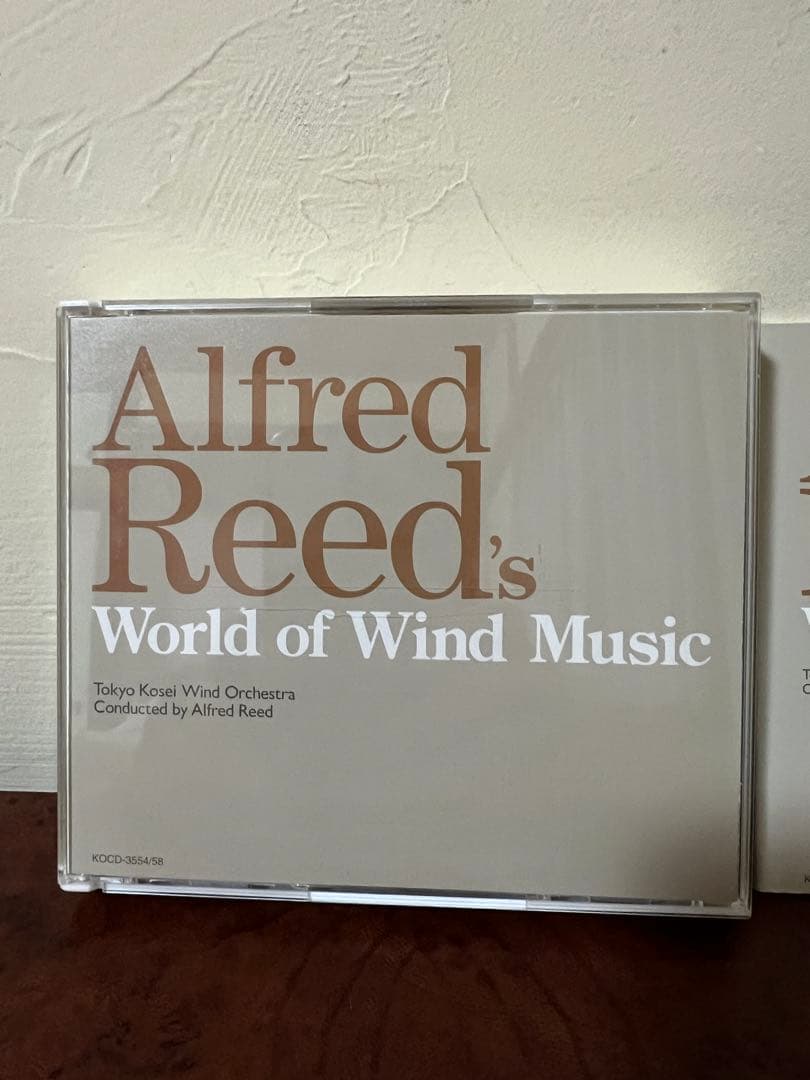 Alfred
Reed's
World of Wind Music
Tokyo Kosei Wind Orchestra
Conducted by Alfred Reed
KOCD-3554/58